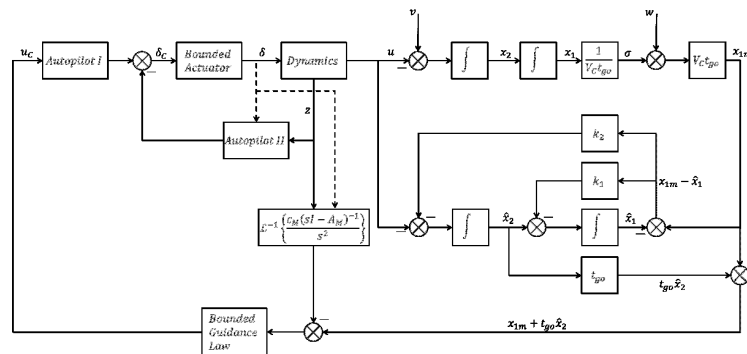 v
w
u_C
Autopilot I
δ_C
Bounded
Actuator
δ
Dynamics
u
∫
x_2
∫
x_1
1
V_C t_go
σ
V_C t_go
x_1m
−
−
z
Autopilot II
k_2
k_1
x_1m − x̂_1
ℒ^{-1} { C_M(sI − A_M)^{-1} / s^2 }
−
−
∫
x̂_2
−
∫
x̂_1
−
t_go
t_go x̂_2
Bounded
Guidance
Law
−
x_1m + t_go x̂_2